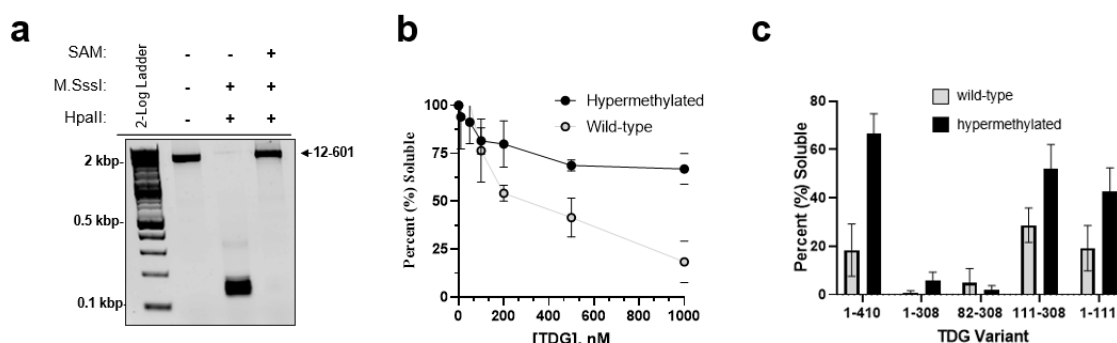 a
SAM: - - +
M.SssI: - + +
HpaII: - + +
2-Log Ladder
2 kbp-
0.5 kbp-
0.1 kbp-
←12-601
b
Percent (%) Soluble
100
75
50
25
0
Hypermethylated
Wild-type
0 200 400 600 800 1000
[TDG], nM
c
Percent (%) Soluble
80
60
40
20
0
wild-type
hypermethylated
1-410 1-308 82-308 111-308 1-111
TDG Variant